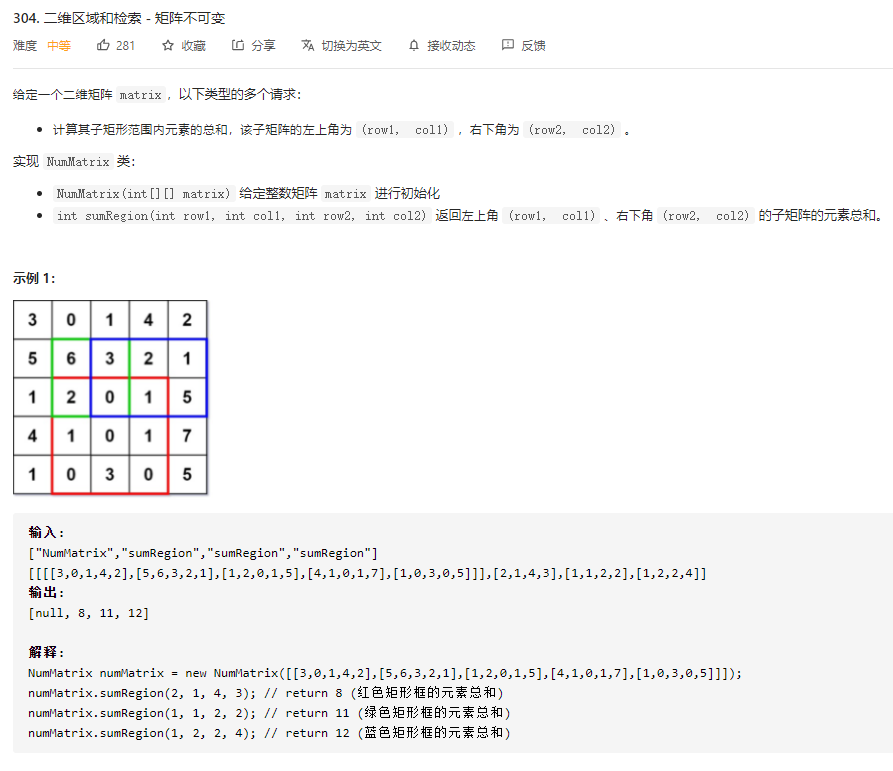 304. 二维区域和检索 - 矩阵不可变
难度 中等 281 收藏 分享 切换为英文 接收动态 反馈
给定一个二维矩阵 matrix，以下类型的多个请求：
计算其子矩形范围内元素的总和，该子矩阵的左上角为 (row1, col1) ，右下角为 (row2, col2) 。
实现 NumMatrix 类：
NumMatrix(int[][] matrix) 给定整数矩阵 matrix 进行初始化
int sumRegion(int row1, int col1, int row2, int col2) 返回左上角 (row1, col1) 、右下角 (row2, col2) 的子矩阵的元素总和。
示例 1：
3 0 1 4 2
5 6 3 2 1
1 2 0 1 5
4 1 0 1 7
1 0 3 0 5
输入:
["NumMatrix","sumRegion","sumRegion","sumRegion"]
[[[[3,0,1,4,2],[5,6,3,2,1],[1,2,0,1,5],[4,1,0,1,7],[1,0,3,0,5]]],[2,1,4,3],[1,1,2,2],[1,2,2,4]]
输出:
[null, 8, 11, 12]
解释:
NumMatrix numMatrix = new NumMatrix([[3,0,1,4,2],[5,6,3,2,1],[1,2,0,1,5],[4,1,0,1,7],[1,0,3,0,5]]]);
numMatrix.sumRegion(2, 1, 4, 3); // return 8 (红色矩形框的元素总和)
numMatrix.sumRegion(1, 1, 2, 2); // return 11 (绿色矩形框的元素总和)
numMatrix.sumRegion(1, 2, 2, 4); // return 12 (蓝色矩形框的元素总和)